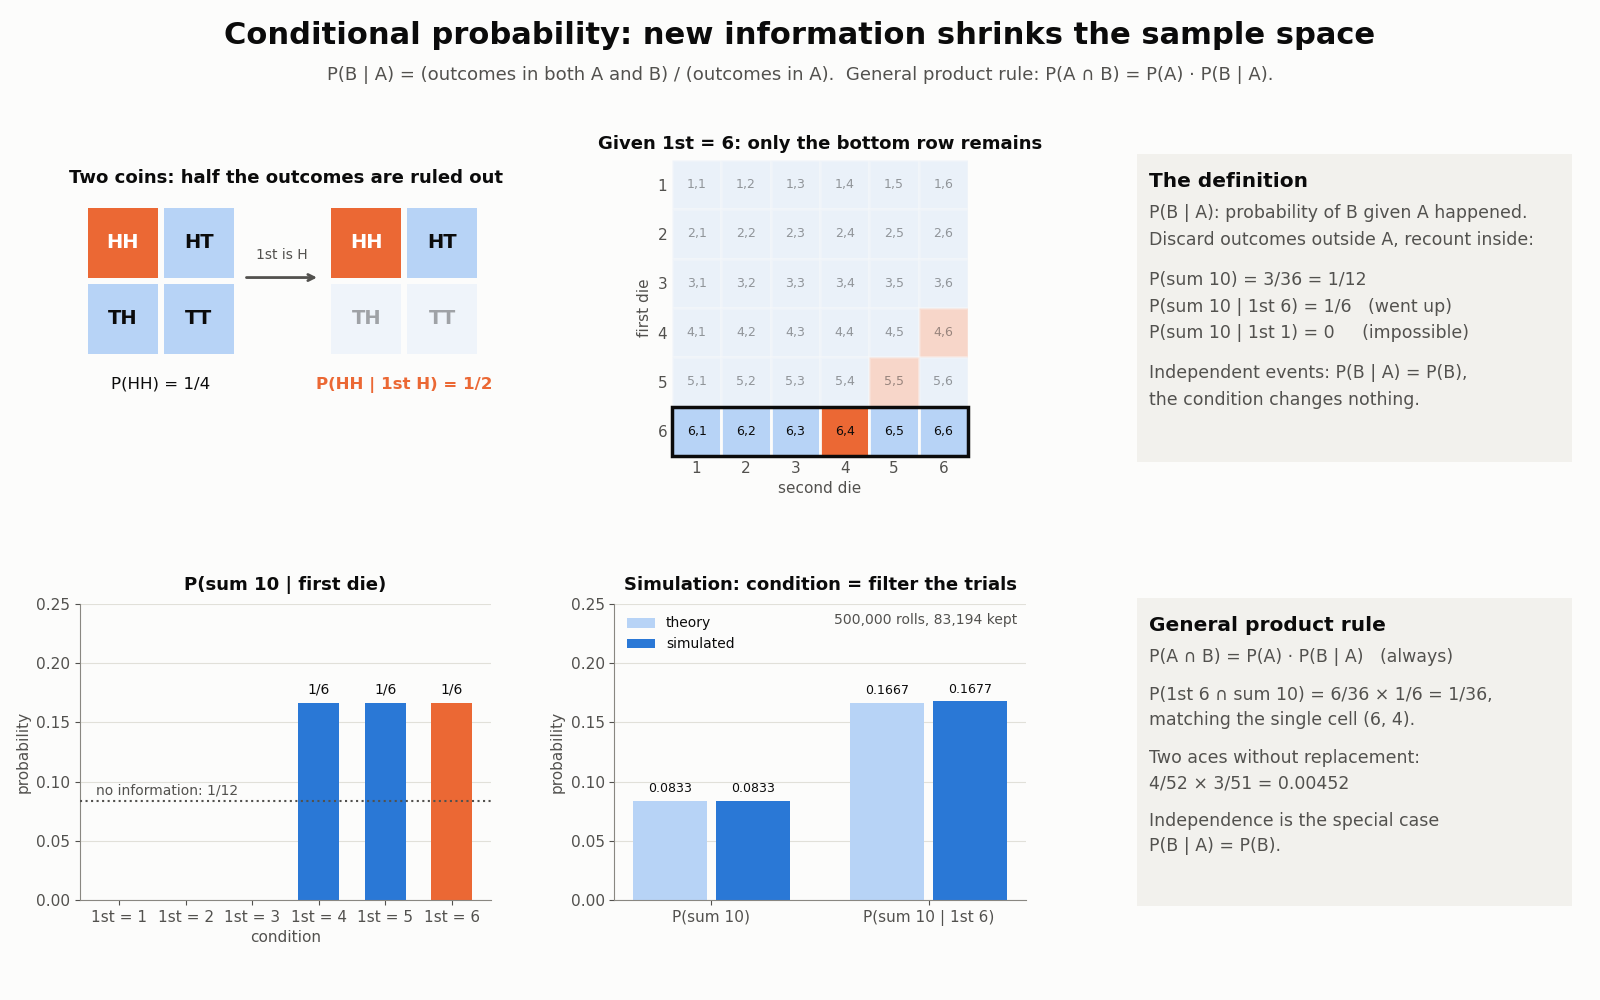 Conditional probability: new information shrinks the sample space
P(B | A) = (outcomes in both A and B) / (outcomes in A).  General product rule: P(A ∩ B) = P(A) · P(B | A).
Two coins: half the outcomes are ruled out
HH HT
TH TT
1st is H
HH HT
TH TT
P(HH) = 1/4
P(HH | 1st H) = 1/2
Given 1st = 6: only the bottom row remains
first die
1 1,1 1,2 1,3 1,4 1,5 1,6
2 2,1 2,2 2,3 2,4 2,5 2,6
3 3,1 3,2 3,3 3,4 3,5 3,6
4 4,1 4,2 4,3 4,4 4,5 4,6
5 5,1 5,2 5,3 5,4 5,5 5,6
6 6,1 6,2 6,3 6,4 6,5 6,6
1 2 3 4 5 6
second die
The definition
P(B | A): probability of B given A happened.
Discard outcomes outside A, recount inside:
P(sum 10) = 3/36 = 1/12
P(sum 10 | 1st 6) = 1/6   (went up)
P(sum 10 | 1st 1) = 0     (impossible)
Independent events: P(B | A) = P(B),
the condition changes nothing.
P(sum 10 | first die)
probability
0.25
0.20
0.15
0.10
0.05
0.00
1/6 1/6 1/6
no information: 1/12
1st = 1 1st = 2 1st = 3 1st = 4 1st = 5 1st = 6
condition
Simulation: condition = filter the trials
probability
0.25
0.20
0.15
0.10
0.05
0.00
theory
simulated
500,000 rolls, 83,194 kept
0.0833 0.0833 0.1667 0.1677
P(sum 10) P(sum 10 | 1st 6)
General product rule
P(A ∩ B) = P(A) · P(B | A)   (always)
P(1st 6 ∩ sum 10) = 6/36 × 1/6 = 1/36,
matching the single cell (6, 4).
Two aces without replacement:
4/52 × 3/51 = 0.00452
Independence is the special case
P(B | A) = P(B).